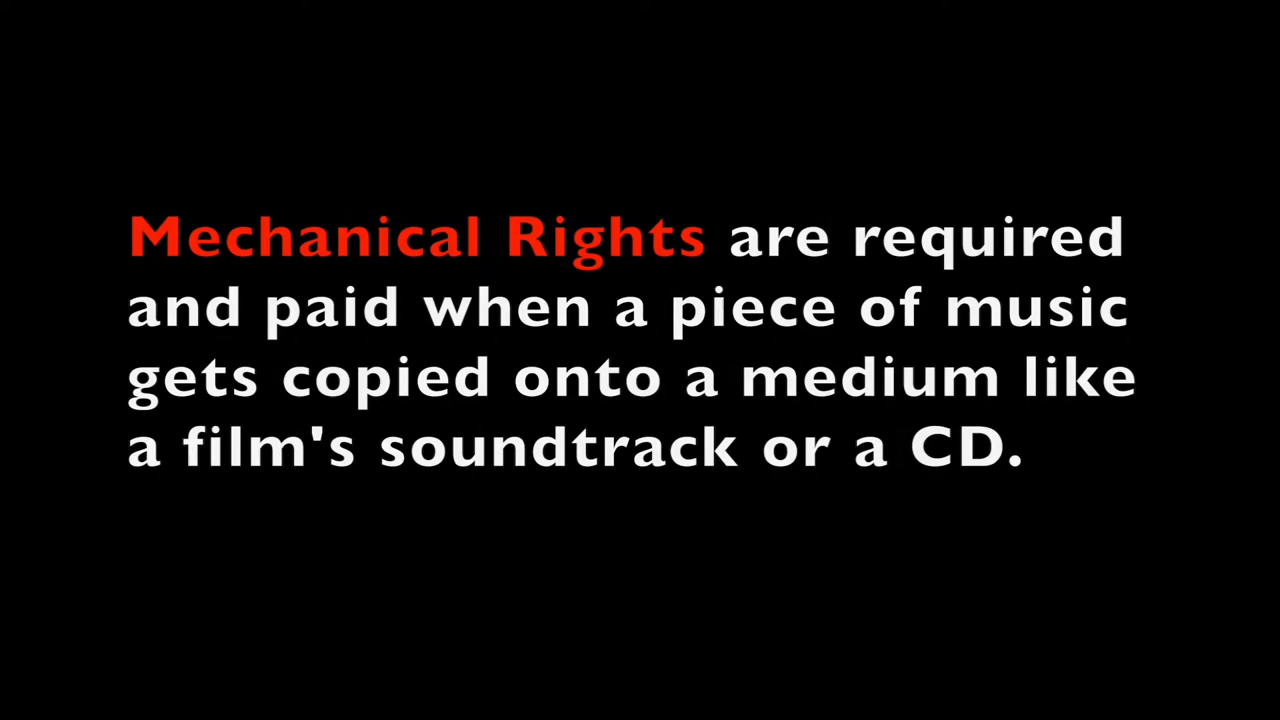 Mechanical Rights are required
and paid when a piece of music
gets copied onto a medium like
a film's soundtrack or a CD.